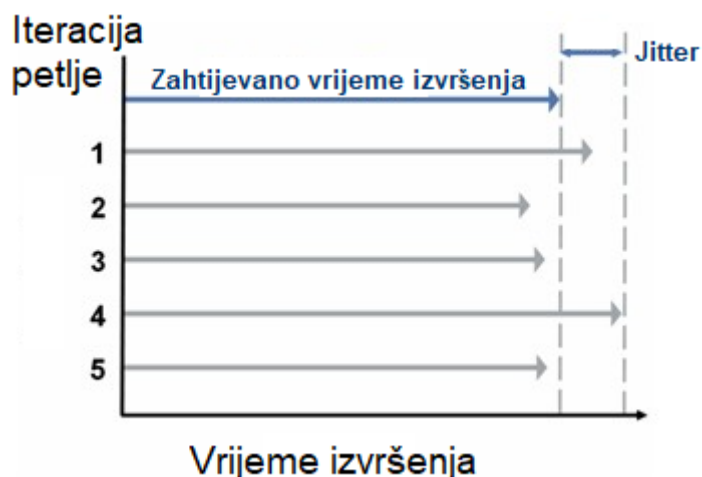 Iteracija
petlje
Jitter
Zahtijevano vrijeme izvršenja
1
2
3
4
5
Vrijeme izvršenja